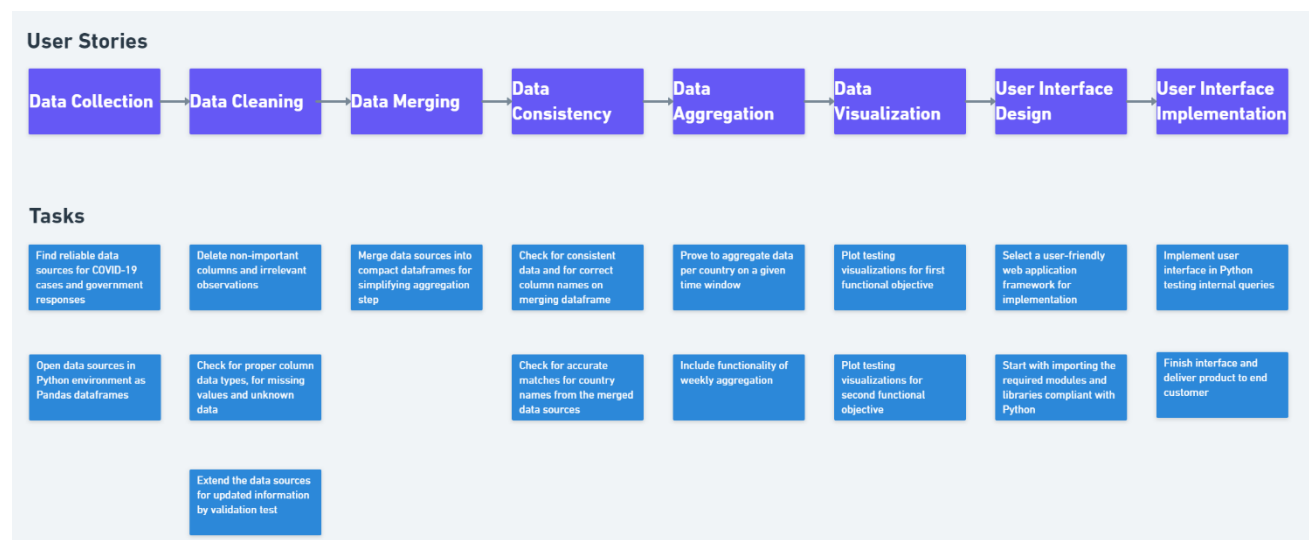 User Stories
Data Collection
Data Cleaning
Data Merging
Data
Consistency
Data
Aggregation
Data
Visualization
User Interface
Design
User Interface
Implementation
Tasks
Find reliable data
sources for COVID-19
cases and government
responses
Delete non-important
columns and irrelevant
observations
Merge data sources into
compact dataframes for
simplifying aggregation
step
Check for consistent
data and for correct
column names on
merging dataframe
Prove to aggregate data
per country on a given
time window
Plot testing
visualizations for first
functional objective
Select a user-friendly
web application
framework for
implementation
Implement user
interface in Python
testing internal queries
Open data sources in
Python environment as
Pandas dataframes
Check for proper column
data types, for missing
values and unknown
data
Check for accurate
matches for country
names from the merged
data sources
Include functionality of
weekly aggregation
Plot testing
visualizations for
second functional
objective
Start with importing the
required modules and
libraries compliant with
Python
Finish interface and
deliver product to end
customer
Extend the data sources
for updated information
by validation test